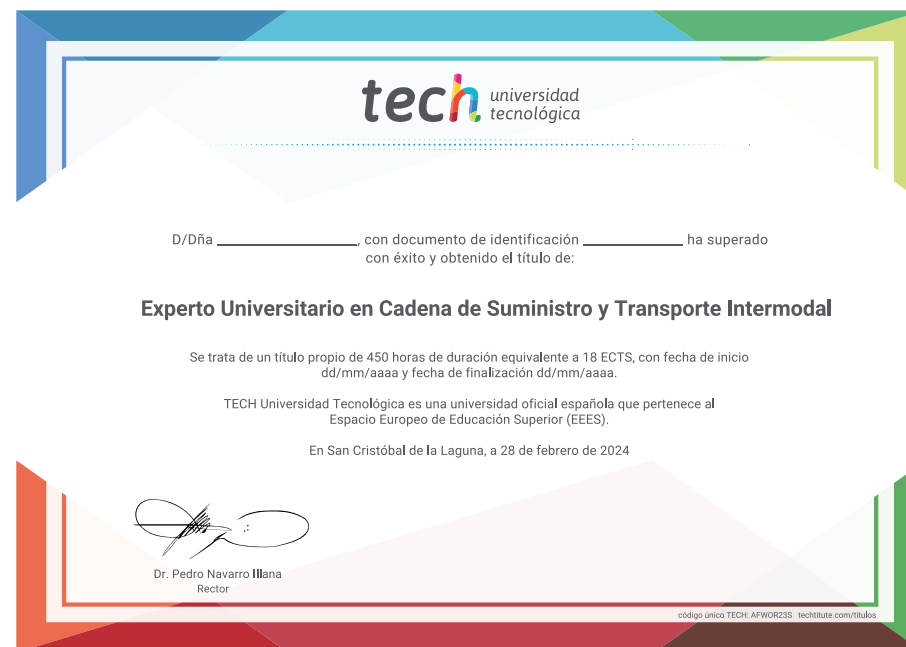 tech universidad
tecnológica
D/Dña ____________________, con documento de identificación ______________ ha superado
con éxito y obtenido el título de:
Experto Universitario en Cadena de Suministro y Transporte Intermodal
Se trata de un título propio de 450 horas de duración equivalente a 18 ECTS, con fecha de inicio
dd/mm/aaaa y fecha de finalización dd/mm/aaaa.
TECH Universidad Tecnológica es una universidad oficial española que pertenece al
Espacio Europeo de Educación Superior (EEES).
En San Cristóbal de la Laguna, a 28 de febrero de 2024
Dr. Pedro Navarro Illana
Rector
código único TECH: AFWOR23S techtitute.com/titulos